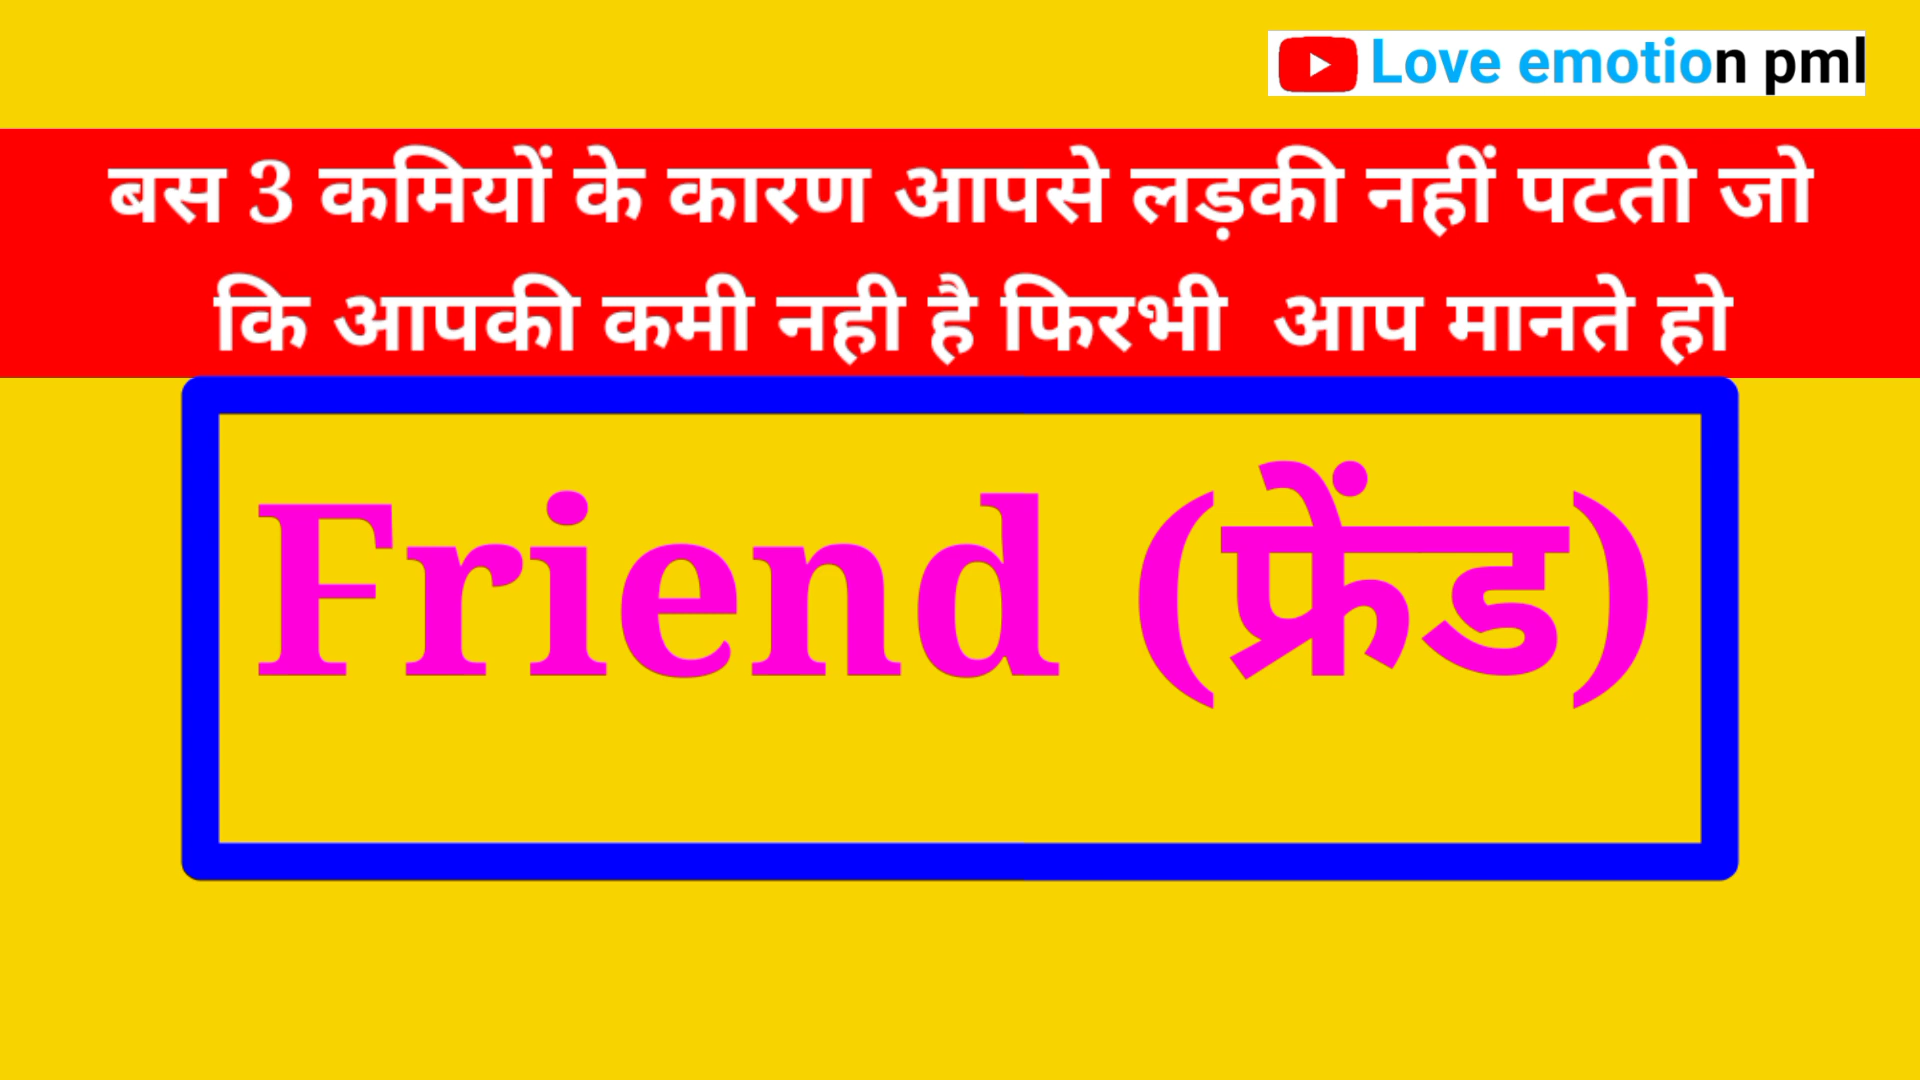 Love emotion pml
बस 3 कमियों के कारण आपसे लड़की नहीं पटती जो
कि आपकी कमी नही है फिरभी आप मानते हो
Friend (फ्रेंड)